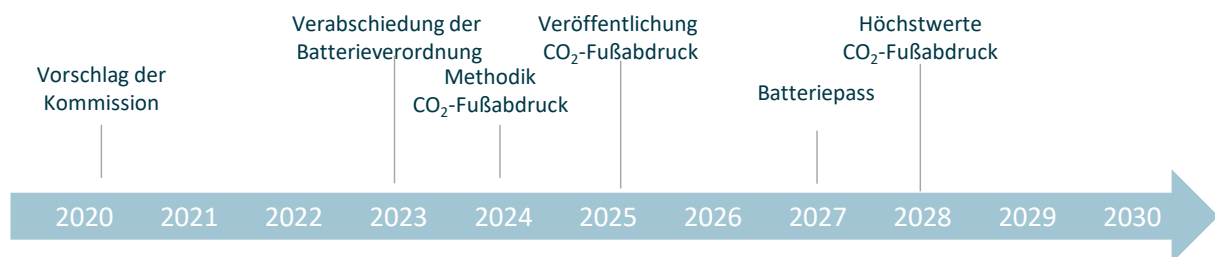 Vorschlag der
Kommission
Verabschiedung der
Batterieverordnung
Methodik
CO₂-Fußabdruck
Veröffentlichung
CO₂-Fußabdruck
Batteriepass
Höchstwerte
CO₂-Fußabdruck
2020 2021 2022 2023 2024 2025 2026 2027 2028 2029 2030